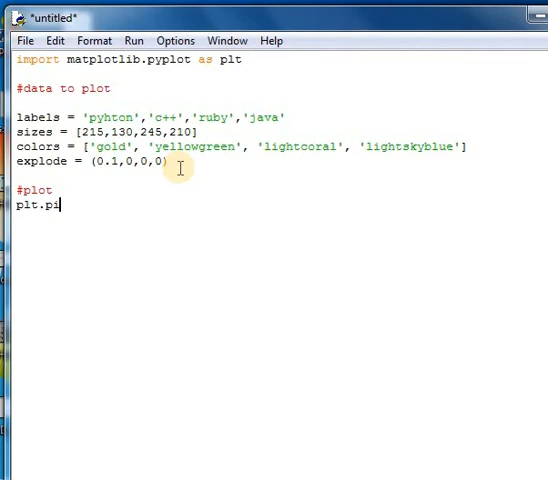 *untitled*
File Edit Format Run Options Window Help
import matplotlib.pyplot as plt
#data to plot
labels = 'pyhton','c++','ruby','java'
sizes = [215,130,245,210]
colors = ['gold', 'yellowgreen', 'lightcoral', 'lightskyblue']
explode = (0.1,0,0,0)
#plot
plt.pi